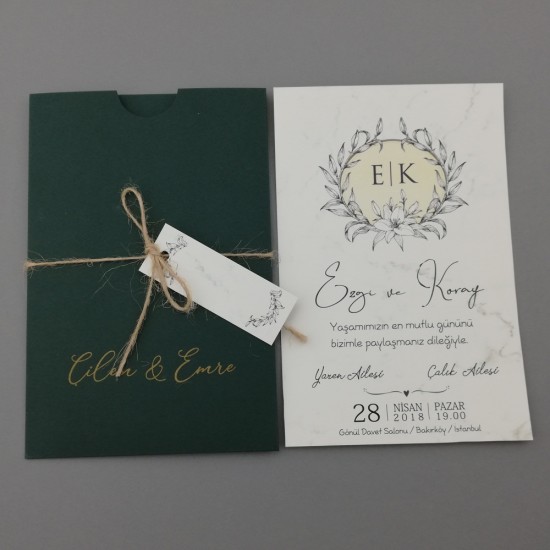 Çilem & Emre
E|K
Ezgi ve Koray
Yaşamımızın en mutlu gününü
bizimle paylaşmanız dileğiyle.
Yaren Ailesi Çalık Ailesi
28 | NİSAN | PAZAR
2018 | 19.00
Gönül Davet Salonu / Bakırköy / İstanbul